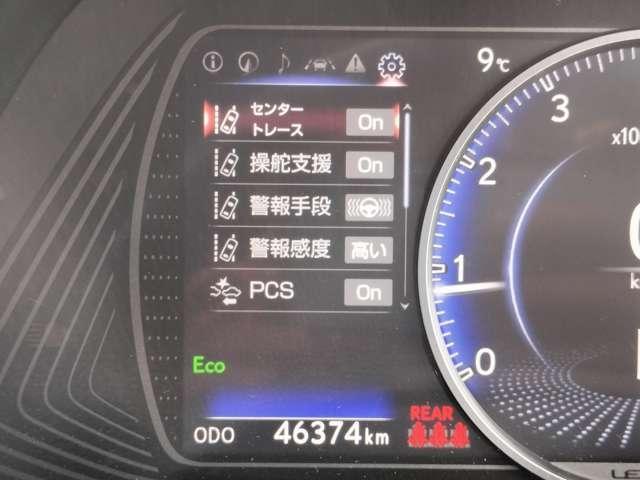 9℃
センター
トレース On
操舵支援 On
警報手段
警報感度 高い
PCS On
Eco
ODO 46374km
REAR
3
2
1
0